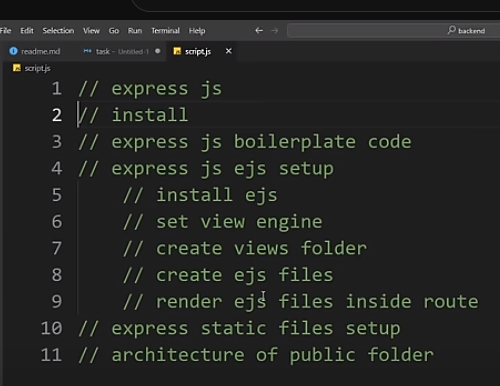 File Edit Selection View Go Run Terminal Help backend
readme.md task - Untitled-1 script.js
script.js
1 // express js
2 // install
3 // express js boilerplate code
4 // express js ejs setup
5 // install ejs
6 // set view engine
7 // create views folder
8 // create ejs files
9 // render ejs files inside route
10 // express static files setup
11 // architecture of public folder